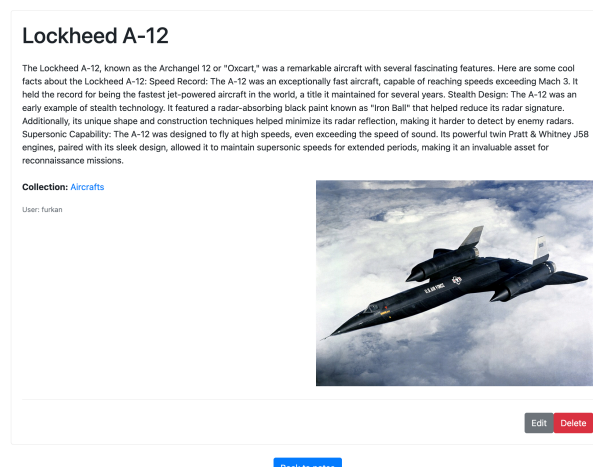 Lockheed A-12
The Lockheed A-12, known as the Archangel 12 or "Oxcart," was a remarkable aircraft with several fascinating features. Here are some cool
facts about the Lockheed A-12: Speed Record: The A-12 was an exceptionally fast aircraft, capable of reaching speeds exceeding Mach 3. It
held the record for being the fastest jet-powered aircraft in the world, a title it maintained for several years. Stealth Design: The A-12 was an
early example of stealth technology. It featured a radar-absorbing black paint known as "Iron Ball" that helped reduce its radar signature.
Additionally, its unique shape and construction techniques helped minimize its radar reflection, making it harder to detect by enemy radars.
Supersonic Capability: The A-12 was designed to fly at high speeds, even exceeding the speed of sound. Its powerful twin Pratt & Whitney J58
engines, paired with its sleek design, allowed it to maintain supersonic speeds for extended periods, making it an invaluable asset for
reconnaissance missions.
Collection: Aircrafts
User: furkan
U.S. AIR FORCE
Edit Delete